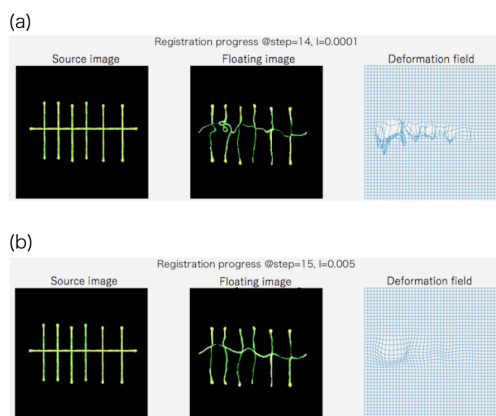 (a)
Registration progress @step=14, l=0.0001
Source image Floating image Deformation field
(b)
Registration progress @step=15, l=0.005
Source image Floating image Deformation field